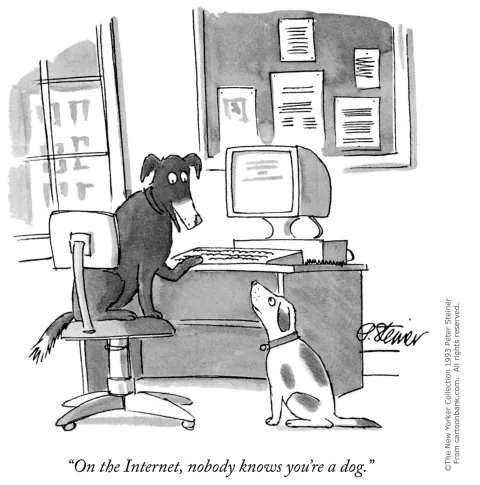 P. Steiner
“On the Internet, nobody knows you’re a dog.”
©The New Yorker Collection 1993 Peter Steiner
From cartoonbank.com. All rights reserved.